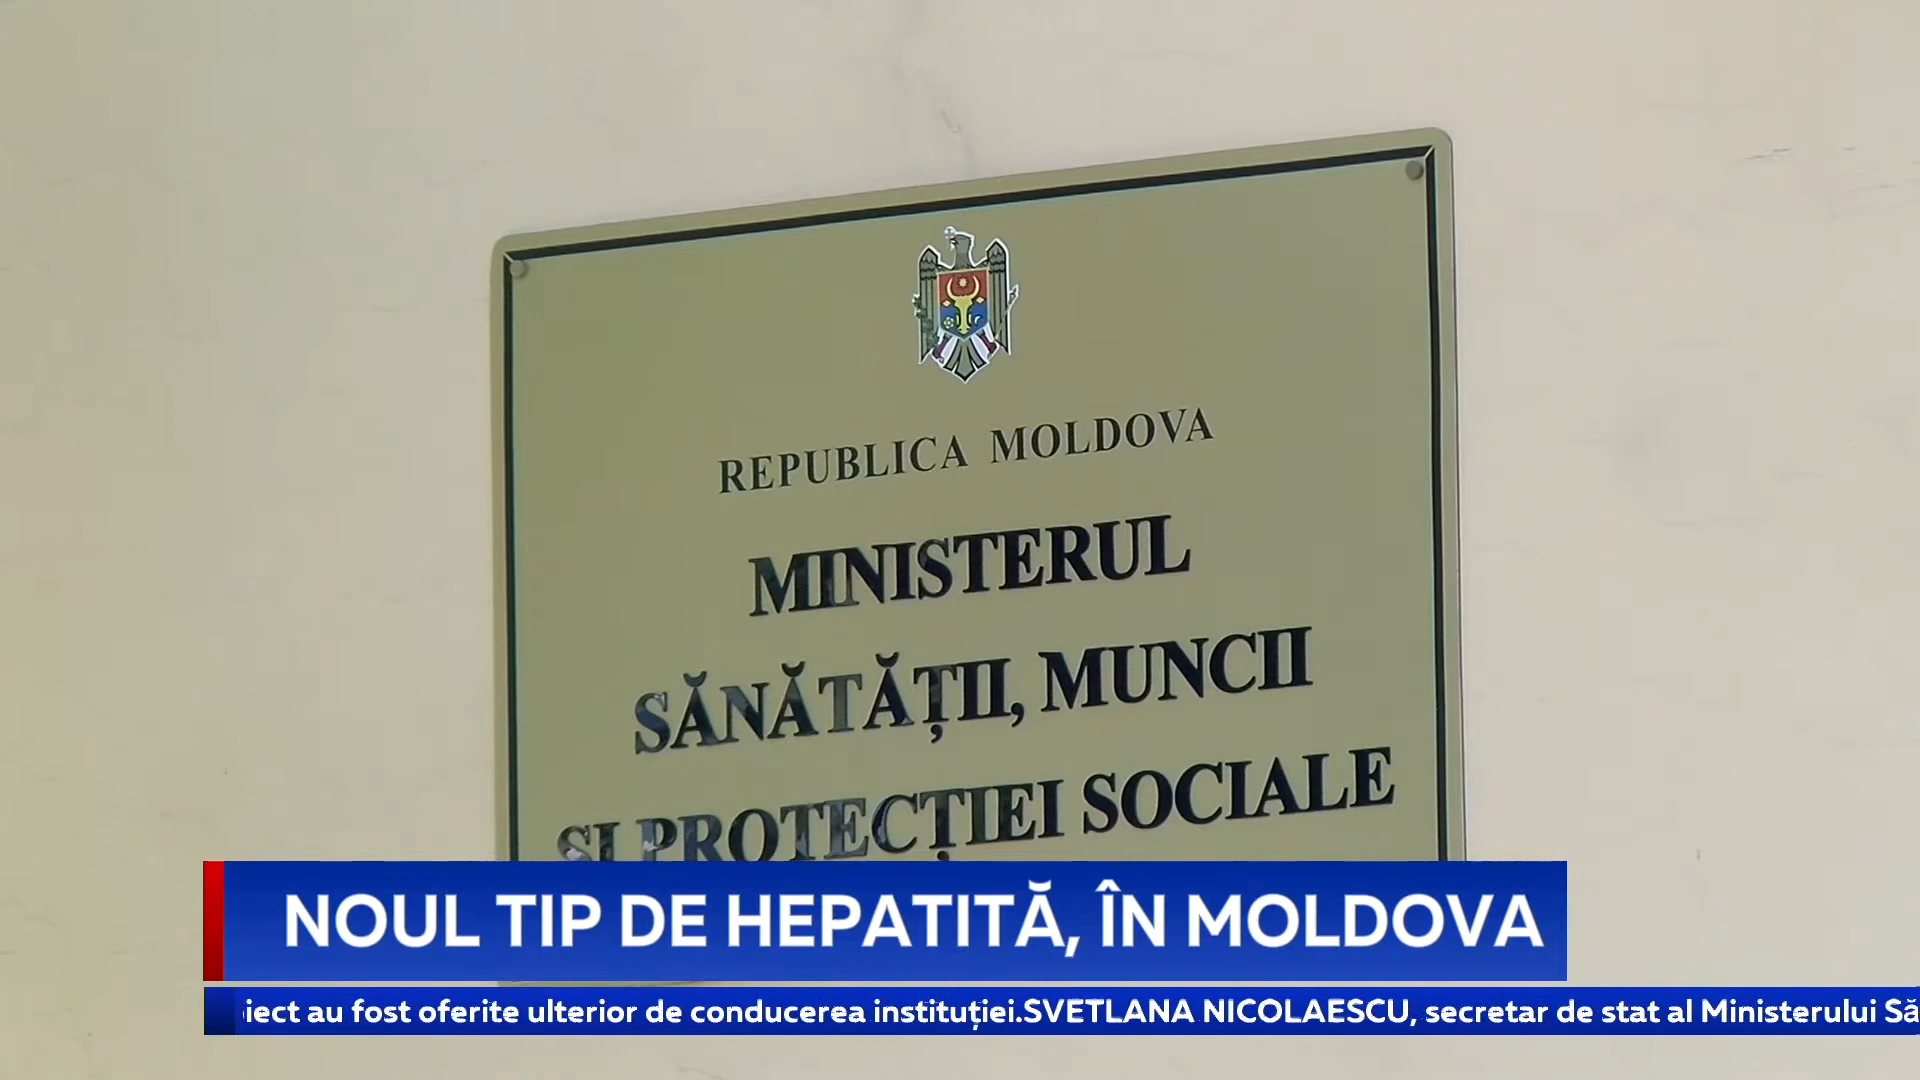 REPUBLICA MOLDOVA
MINISTERUL
SĂNĂTĂȚII, MUNCII
ȘI PROTECȚIEI SOCIALE
NOUL TIP DE HEPATITĂ, ÎN MOLDOVA
iect au fost oferite ulterior de conducerea instituției.SVETLANA NICOLAESCU, secretar de stat al Ministerului Să